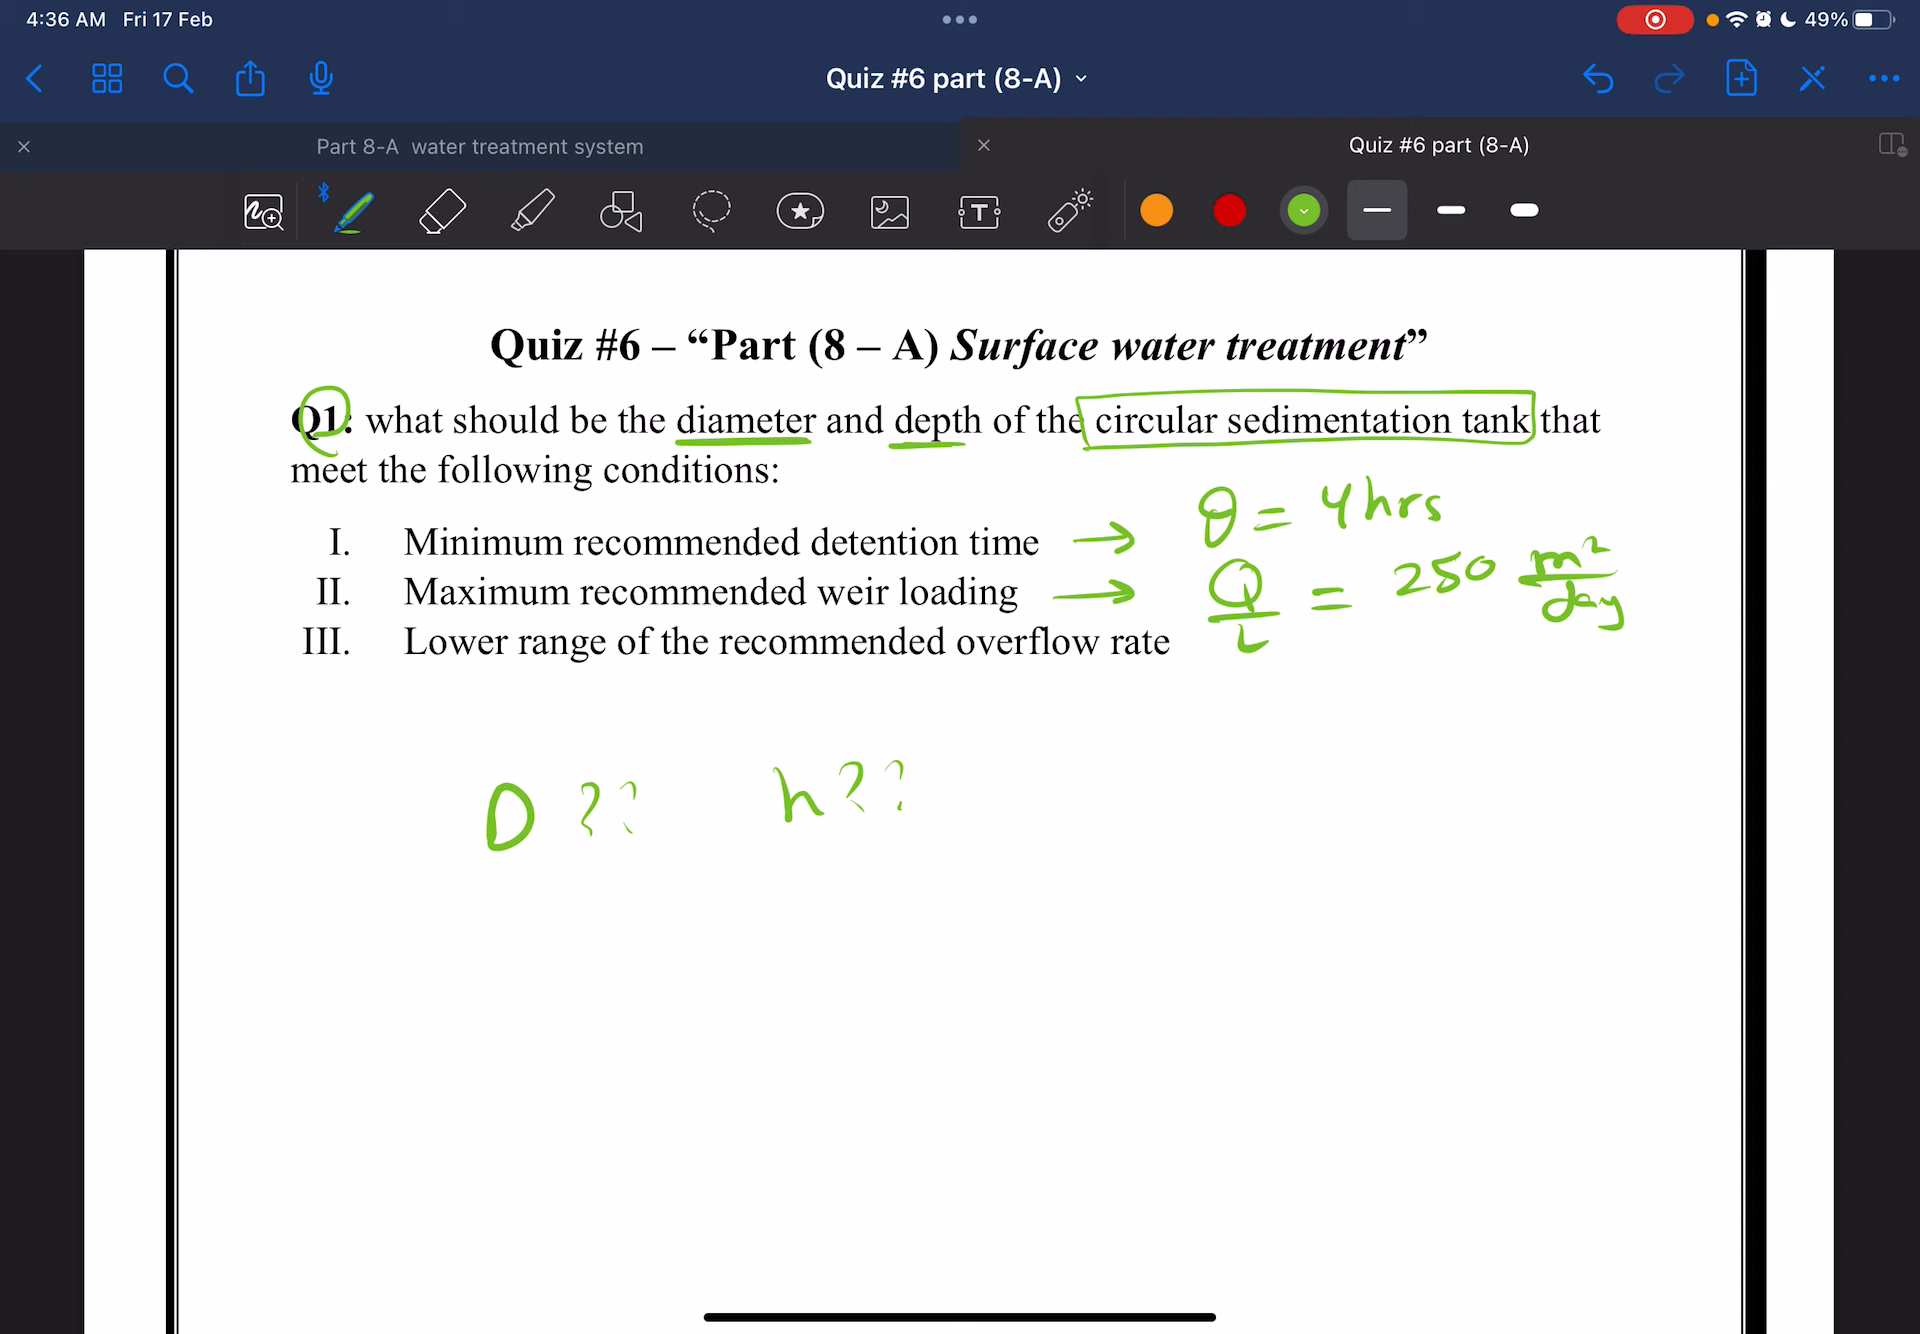 4:36 AM Fri 17 Feb
49%
Quiz #6 part (8-A)
Part 8-A water treatment system
Quiz #6 part (8-A)
T
Quiz #6 – “Part (8 – A) Surface water treatment”
Q1: what should be the diameter and depth of the circular sedimentation tank that
meet the following conditions:
I. Minimum recommended detention time → θ = 4 hrs
II. Maximum recommended weir loading → Q/L = 250 m²/day
III. Lower range of the recommended overflow rate
D ?? h ??